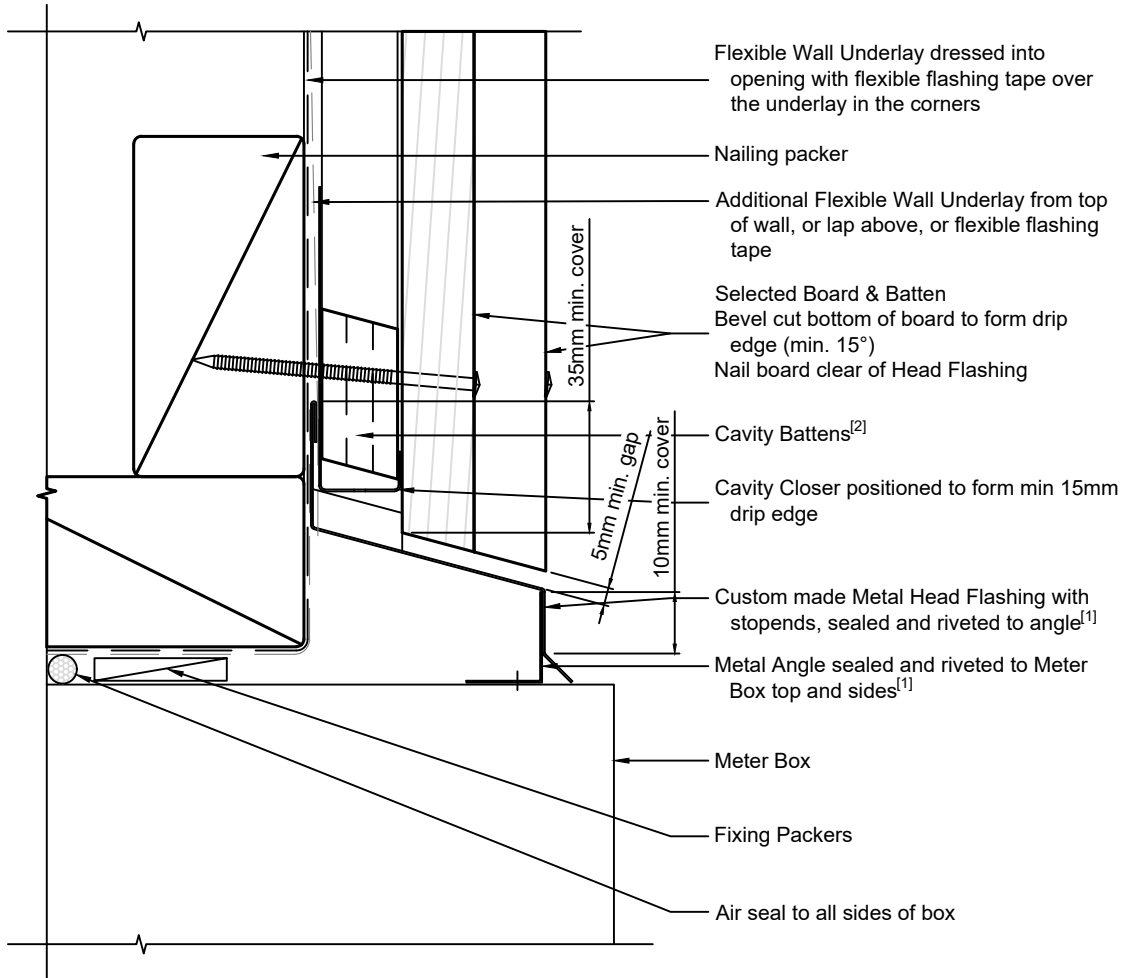 Flexible Wall Underlay dressed into
opening with flexible flashing tape over
the underlay in the corners
Nailing packer
Additional Flexible Wall Underlay from top
of wall, or lap above, or flexible flashing
tape
Selected Board & Batten
Bevel cut bottom of board to form drip
edge (min. 15°)
Nail board clear of Head Flashing
35mm min. cover
Cavity Battens[2]
5mm min. gap
10mm min. cover
Cavity Closer positioned to form min 15mm
drip edge
Custom made Metal Head Flashing with
stopends, sealed and riveted to angle[1]
Metal Angle sealed and riveted to Meter
Box top and sides[1]
Meter Box
Fixing Packers
Air seal to all sides of box